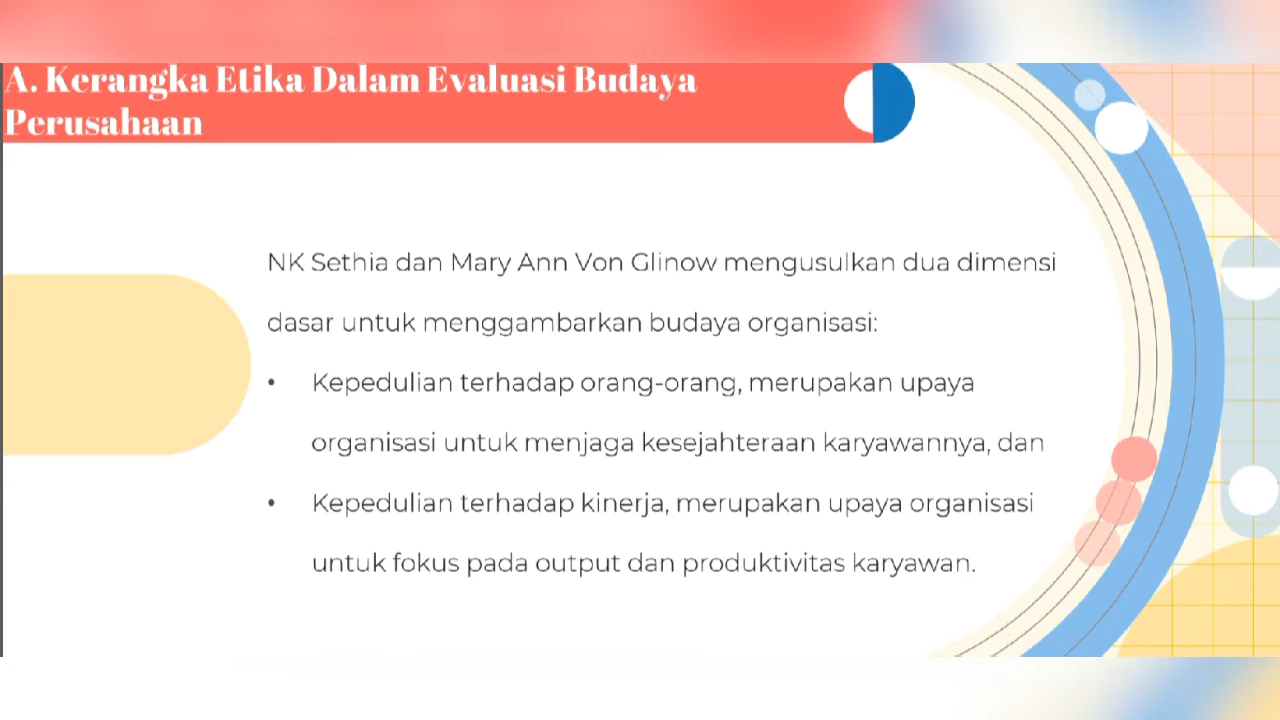 A. Kerangka Etika Dalam Evaluasi Budaya
Perusahaan
NK Sethia dan Mary Ann Von Glinow mengusulkan dua dimensi
dasar untuk menggambarkan budaya organisasi:
• Kepedulian terhadap orang-orang, merupakan upaya
organisasi untuk menjaga kesejahteraan karyawannya, dan
• Kepedulian terhadap kinerja, merupakan upaya organisasi
untuk fokus pada output dan produktivitas karyawan.